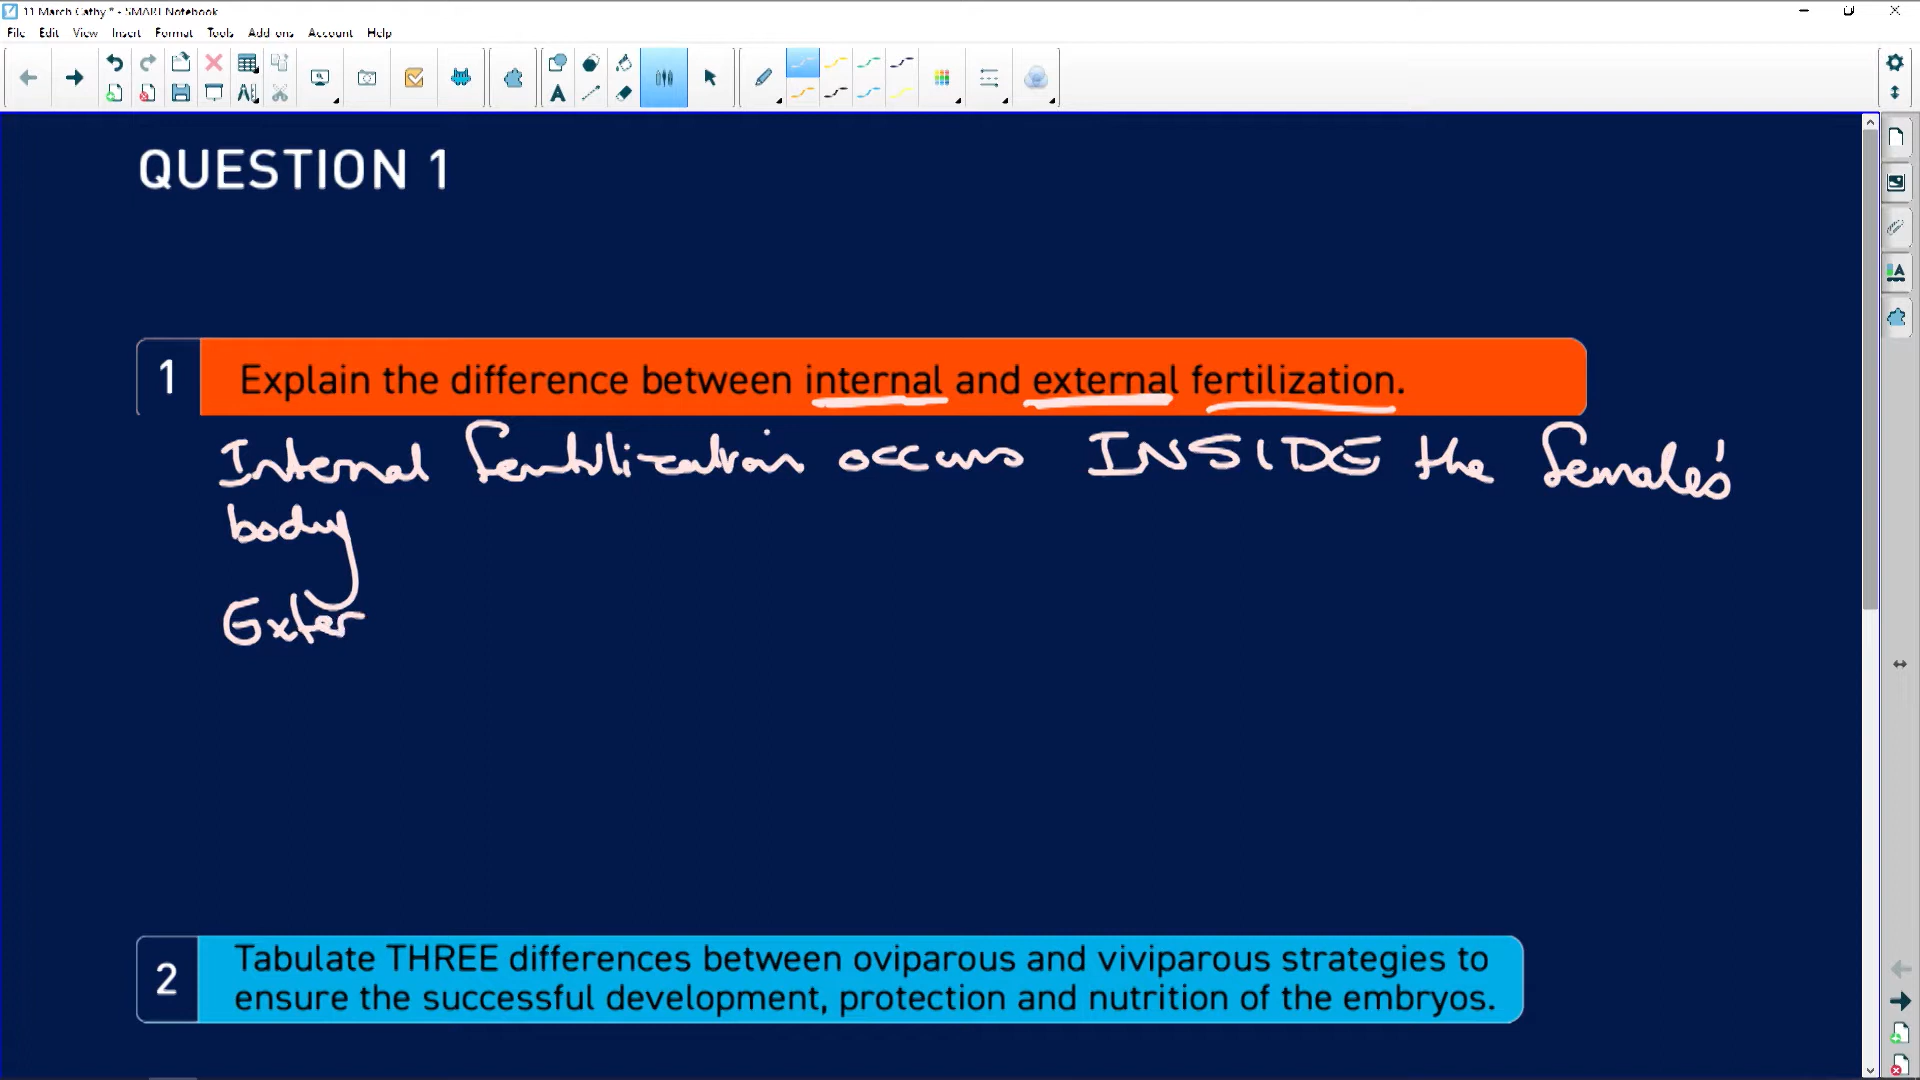 11 March Cathy * - SMART Notebook
File Edit View Insert Format Tools Add-ons Account Help
QUESTION 1
1 Explain the difference between internal and external fertilization.
Internal fertilization occurs INSIDE the female's
body
Exter
2 Tabulate THREE differences between oviparous and viviparous strategies to
ensure the successful development, protection and nutrition of the embryos.